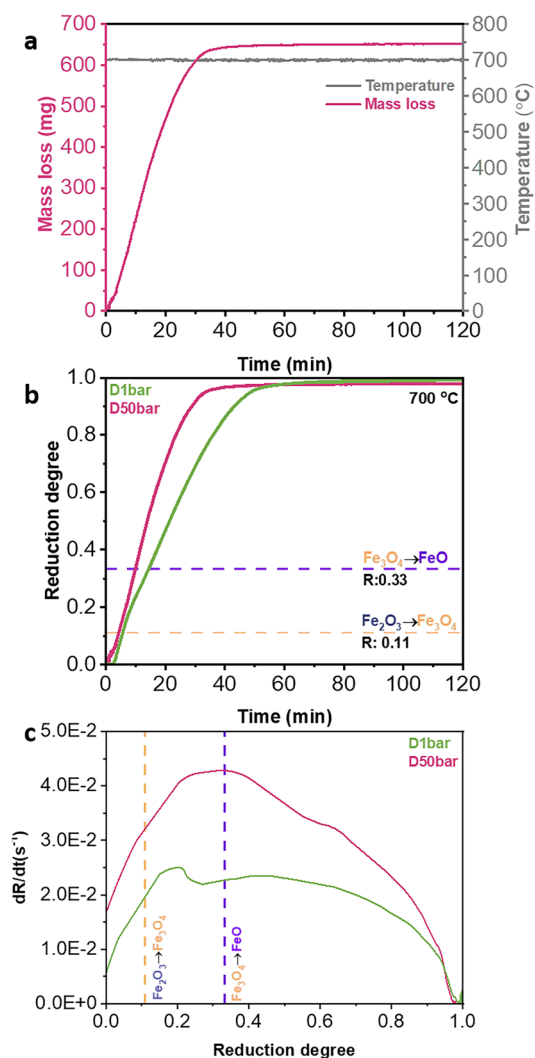 a
700
600
500
400
300
200
100
0
Mass loss (mg)
800
700
600
500
400
300
200
100
0
Temperature (°C)
Temperature
Mass loss
0 20 40 60 80 100 120
Time (min)
b
1.0
0.8
0.6
0.4
0.2
0.0
Reduction degree
D1bar
D50bar
700 °C
Fe₃O₄→FeO
R:0.33
Fe₂O₃→Fe₃O₄
R: 0.11
0 20 40 60 80 100 120
Time (min)
c
5.0E-2
4.0E-2
3.0E-2
2.0E-2
1.0E-2
0.0E+0
dR/dt(s⁻¹)
D1bar
D50bar
Fe₂O₃→Fe₃O₄
Fe₃O₄→FeO
0.0 0.2 0.4 0.6 0.8 1.0
Reduction degree